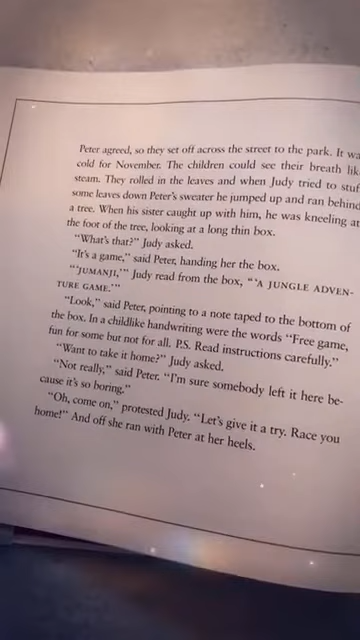 Peter agreed, so they set off across the street to the park. It wa
cold for November. The children could see their breath lik
steam. They rolled in the leaves and when Judy tried to stuf
some leaves down Peter's sweater he jumped up and ran behind
a tree. When his sister caught up with him, he was kneeling at
the foot of the tree, looking at a long thin box.
"What's that?" Judy asked.
"It's a game," said Peter, handing her the box.
"'JUMANJI,'" Judy read from the box, "'A JUNGLE ADVEN-
TURE GAME.'"
"Look," said Peter, pointing to a note taped to the bottom of
the box. In a childlike handwriting were the words "Free game,
fun for some but not for all. P.S. Read instructions carefully."
"Want to take it home?" Judy asked.
"Not really," said Peter. "I'm sure somebody left it here be-
cause it's so boring."
"Oh, come on," protested Judy. "Let's give it a try. Race you
home!" And off she ran with Peter at her heels.